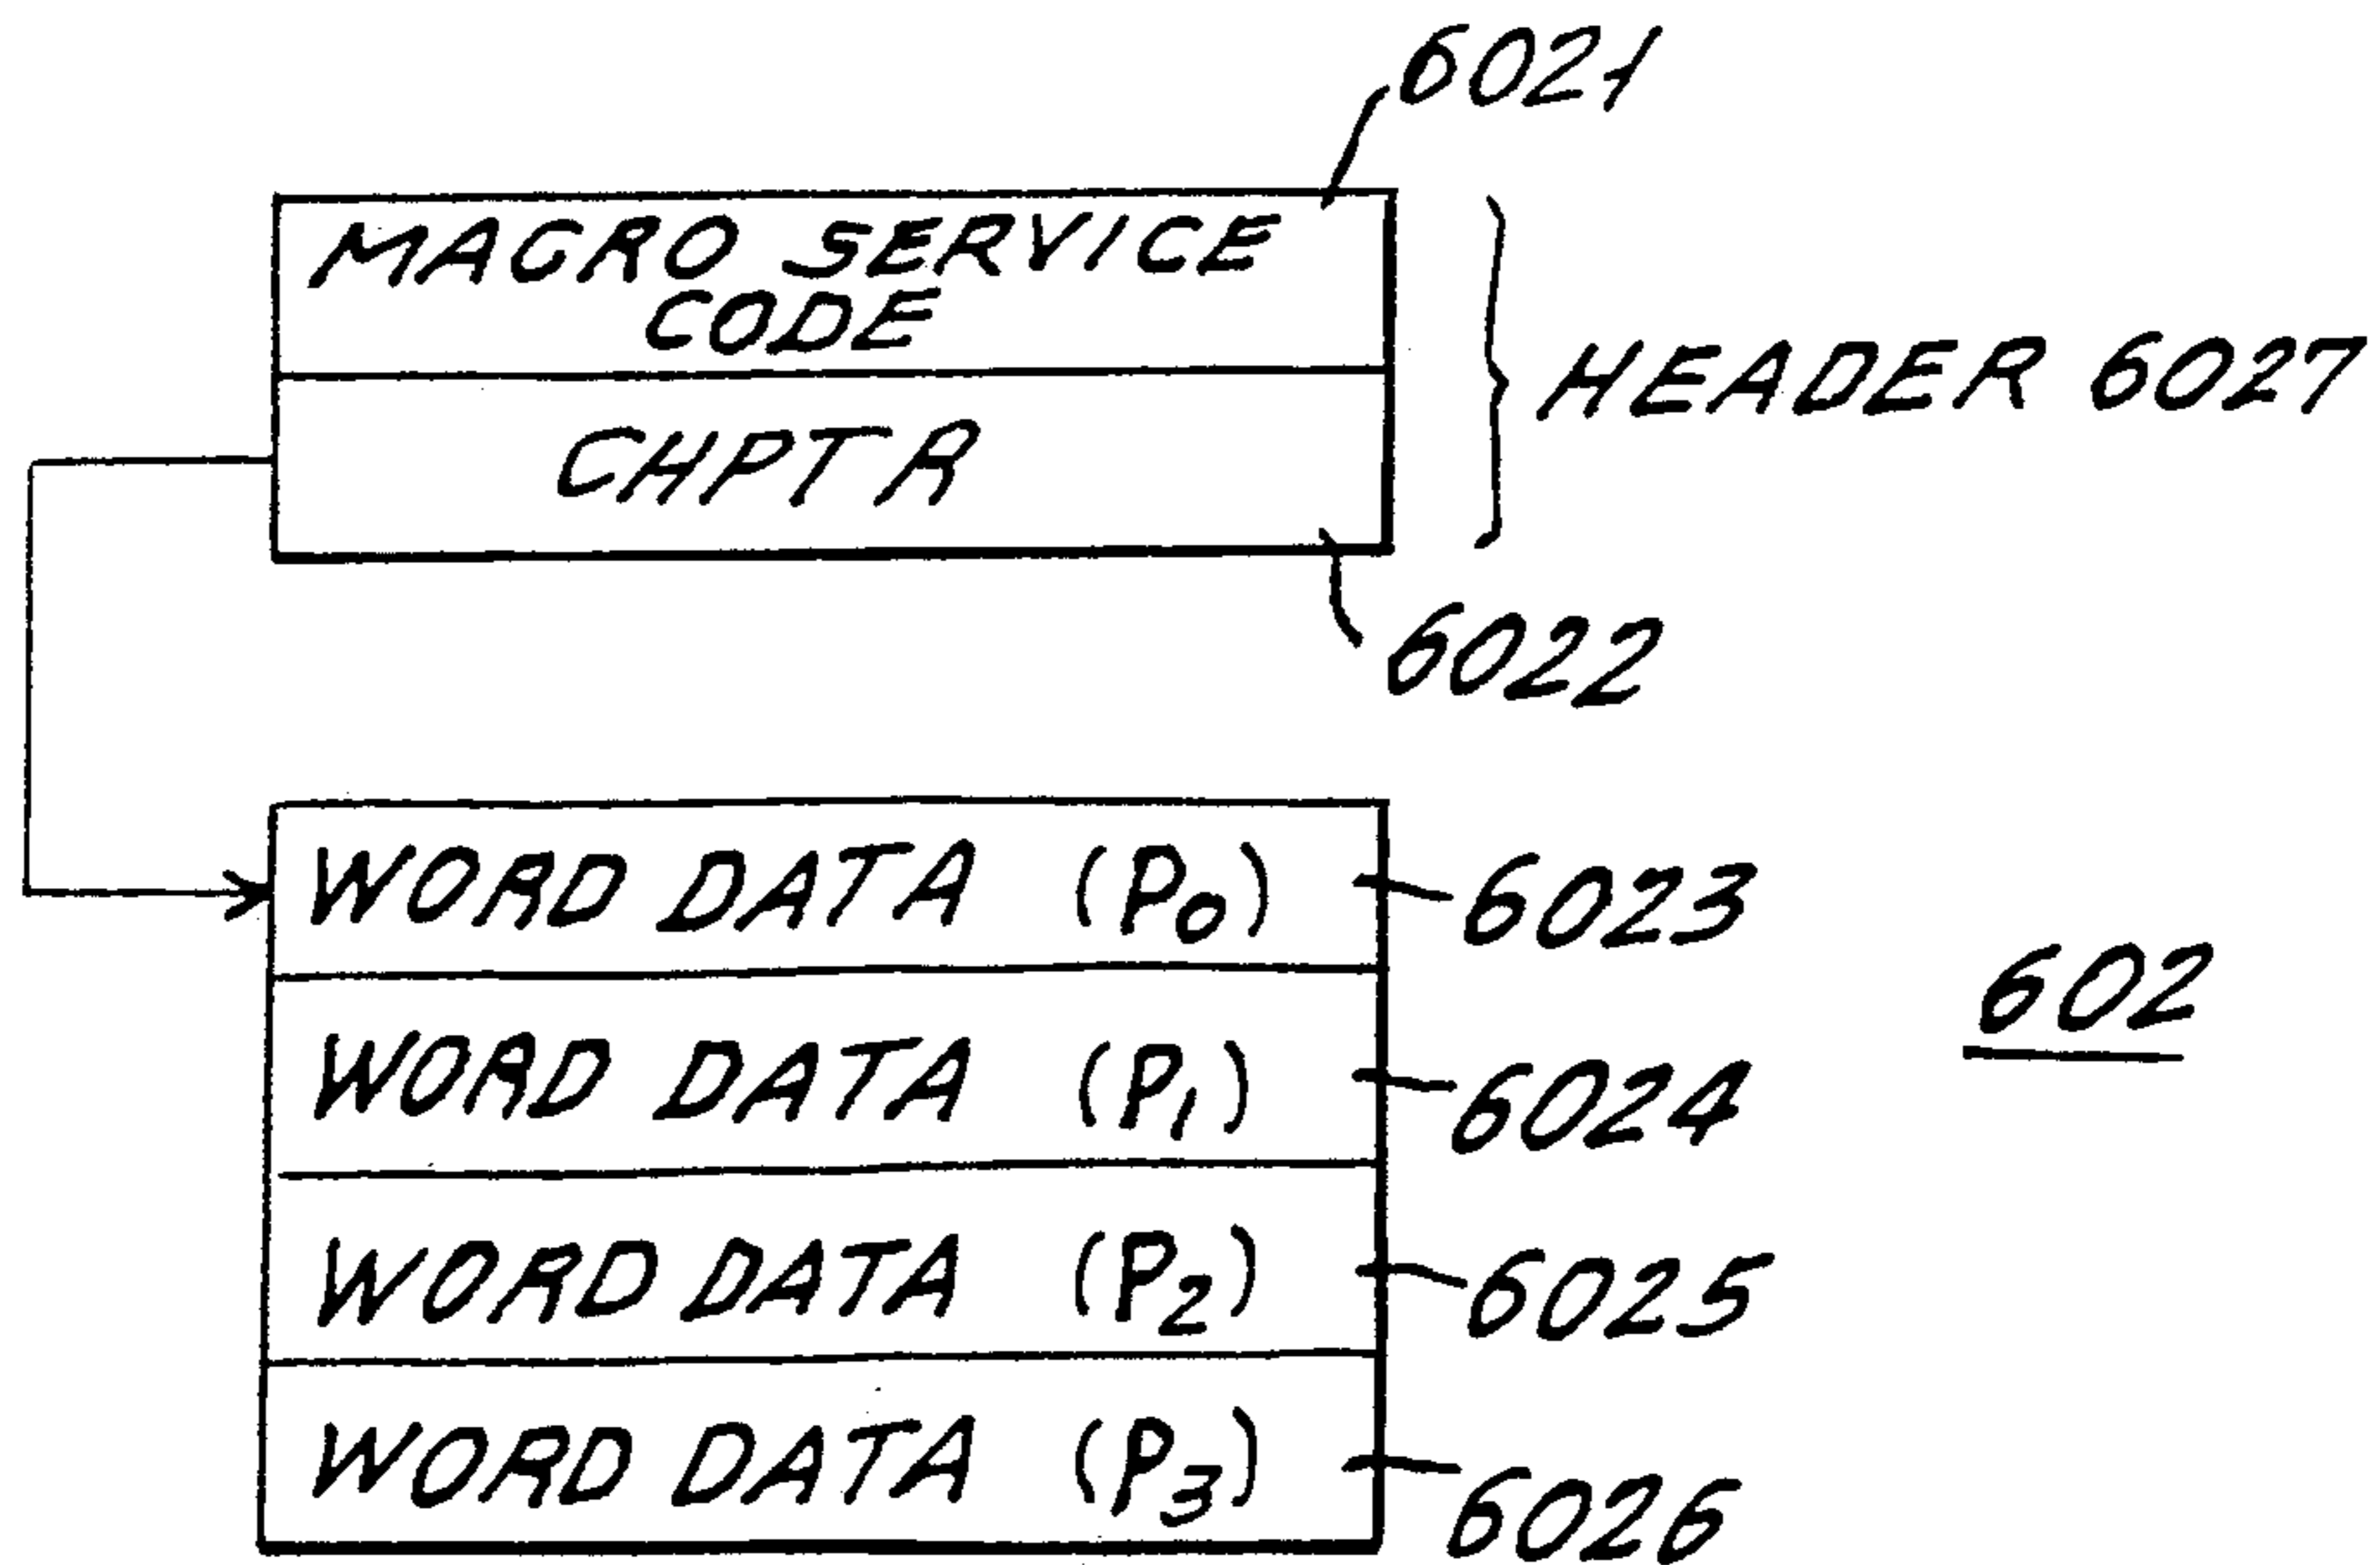 6021
MACRO SERVICE
CODE
HEADER 6027
CHPTR
6022
WORD DATA (P₀) 6023
602
WORD DATA (P₁) 6024
WORD DATA (P₂) 6025
WORD DATA (P₃) 6026